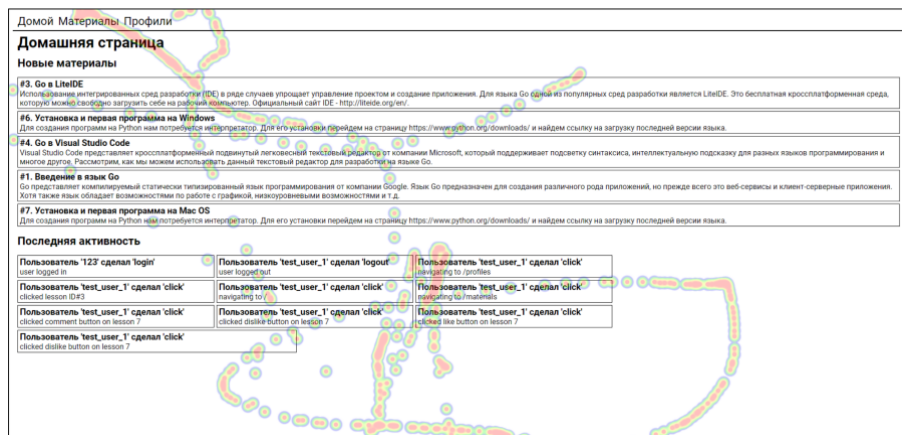 Домой Материалы Профили
Домашняя страница
Новые материалы
#3. Go в LiteIDE
Использование интегрированных сред разработки (IDE) в ряде случаев упрощает управление проектом и создание приложения. Для языка Go одной из популярных сред разработки является LiteIDE. Это бесплатная кроссплатформенная среда,
которую можно свободно загрузить себе на рабочий компьютер. Официальный сайт IDE - http://liteide.org/en/.
#6. Установка и первая программа на Windows
Для создания программ на Python нам потребуется интерпретатор. Для его установки перейдем на страницу https://www.python.org/downloads/ и найдем ссылку на загрузку последней версии языка.
#4. Go в Visual Studio Code
Visual Studio Code представляет кроссплатформенный подвинутый легковесный текстовый редактор от компании Microsoft, который поддерживает подсветку синтаксиса, интеллектуальную подсказку для разных языков программирования и
многое другое. Рассмотрим, как мы можем использовать данный текстовый редактор для разработки на языке Go.
#1. Введение в язык Go
Go представляет компилируемый статически типизированный язык программирования от компании Google. Язык Go предназначен для создания различного рода приложений, но прежде всего это веб-сервисы и клиент-серверные приложения.
Хотя также язык обладает возможностями по работе с графикой, низкоуровневыми возможностями и т.д.
#7. Установка и первая программа на Mac OS
Для создания программ на Python нам потребуется интерпретатор. Для его установки перейдем на страницу https://www.python.org/downloads/ и найдем ссылку на загрузку последней версии языка.
Последняя активность
Пользователь '123' сделал 'login' Пользователь 'test_user_1' сделал 'logout' Пользователь 'test_user_1' сделал 'click'
user logged in user logged out navigating to /profiles
Пользователь 'test_user_1' сделал 'click' Пользователь 'test_user_1' сделал 'click' Пользователь 'test_user_1' сделал 'click'
clicked lesson ID#3 navigating to / navigating to /materials
Пользователь 'test_user_1' сделал 'click' Пользователь 'test_user_1' сделал 'click' Пользователь 'test_user_1' сделал 'click'
clicked comment button on lesson 7 clicked dislike button on lesson 7 clicked like button on lesson 7
Пользователь 'test_user_1' сделал 'click'
clicked dislike button on lesson 7